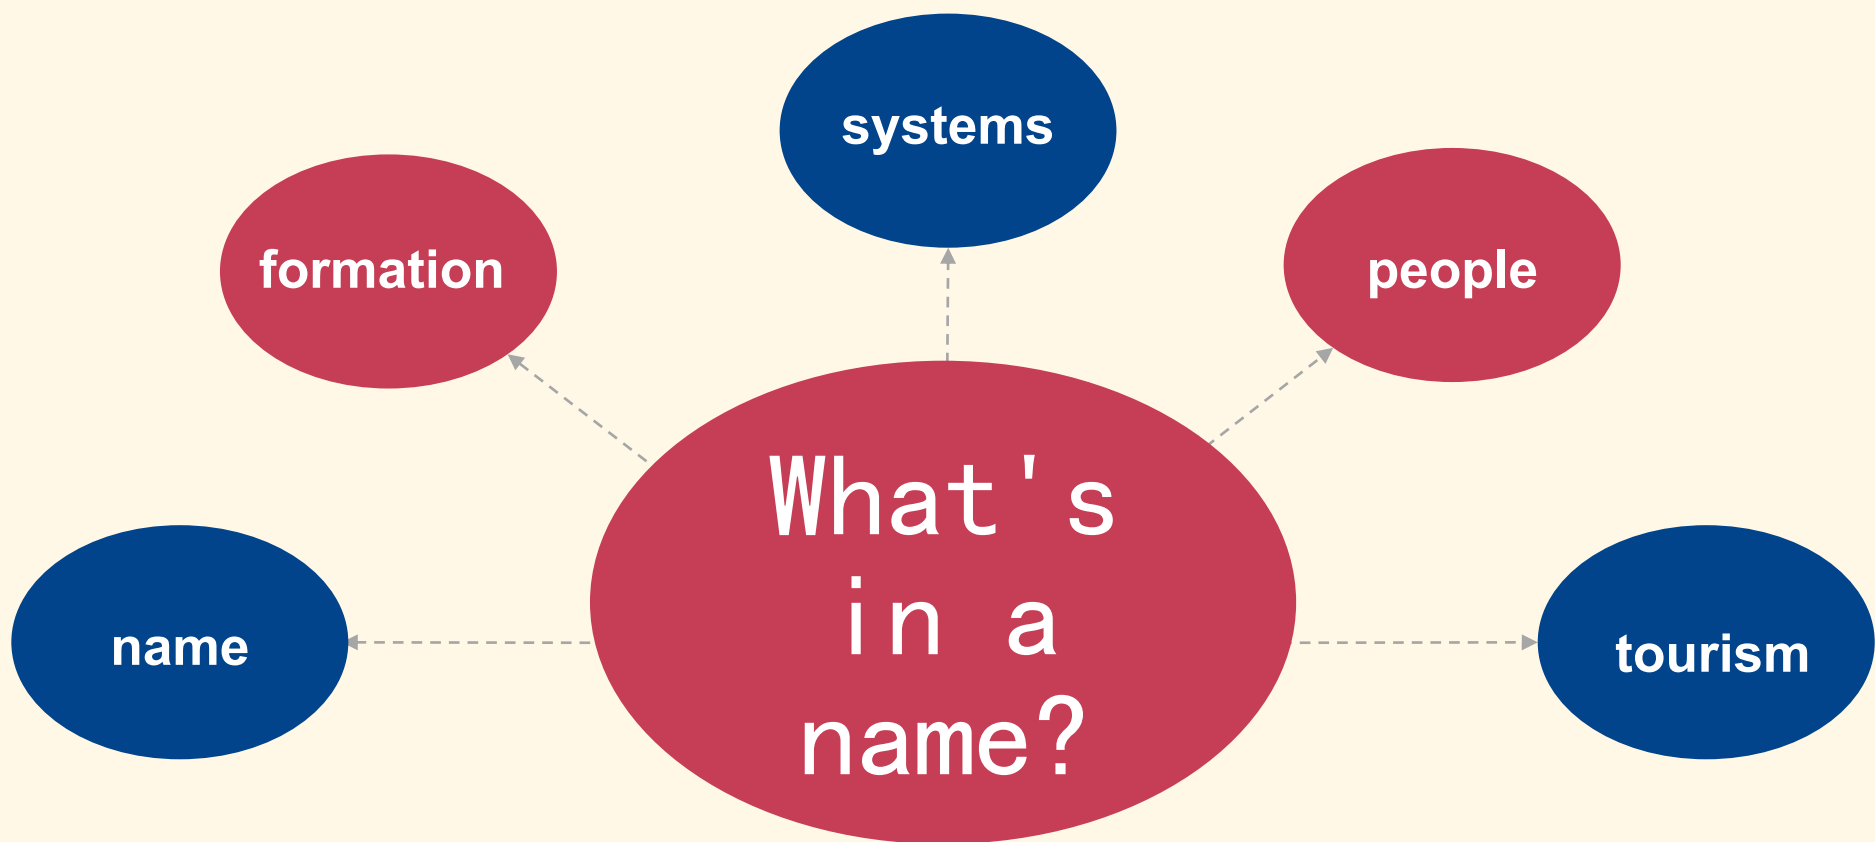 systems
formation
people
What's
in a
name?
name
tourism